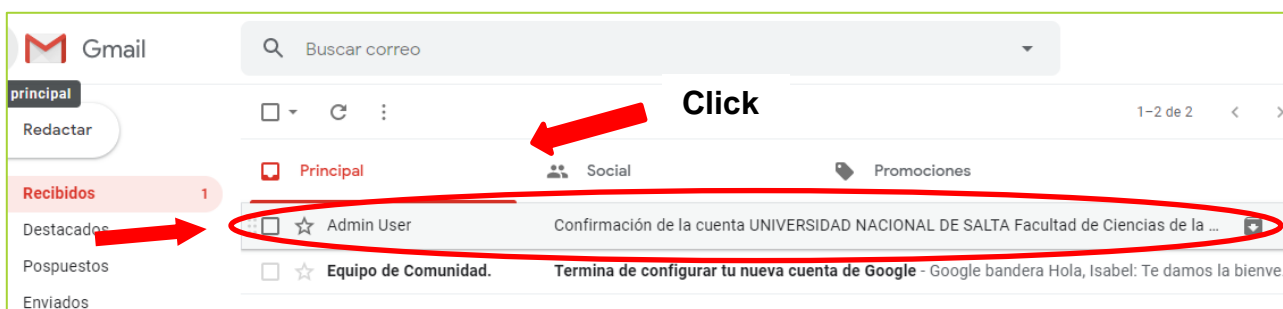 Gmail
Buscar correo
principal
Click
Redactar
1–2 de 2
Principal
Social
Promociones
Recibidos 1
Destacados
Admin User Confirmación de la cuenta UNIVERSIDAD NACIONAL DE SALTA Facultad de Ciencias de la ...
Pospuestos
Equipo de Comunidad. Termina de configurar tu nueva cuenta de Google - Google bandera Hola, Isabel: Te damos la bienve
Enviados